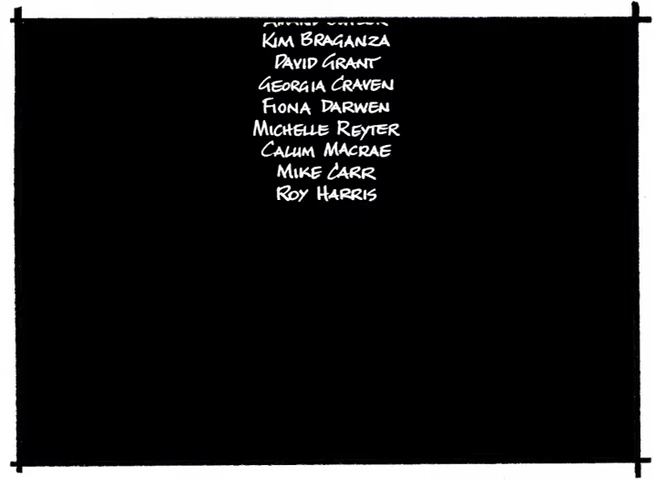 KIM BRAGANZA
DAVID GRANT
GEORGIA CRAVEN
FIONA DARWEN
MICHELLE REYTER
CALUM MACRAE
MIKE CARR
ROY HARRIS